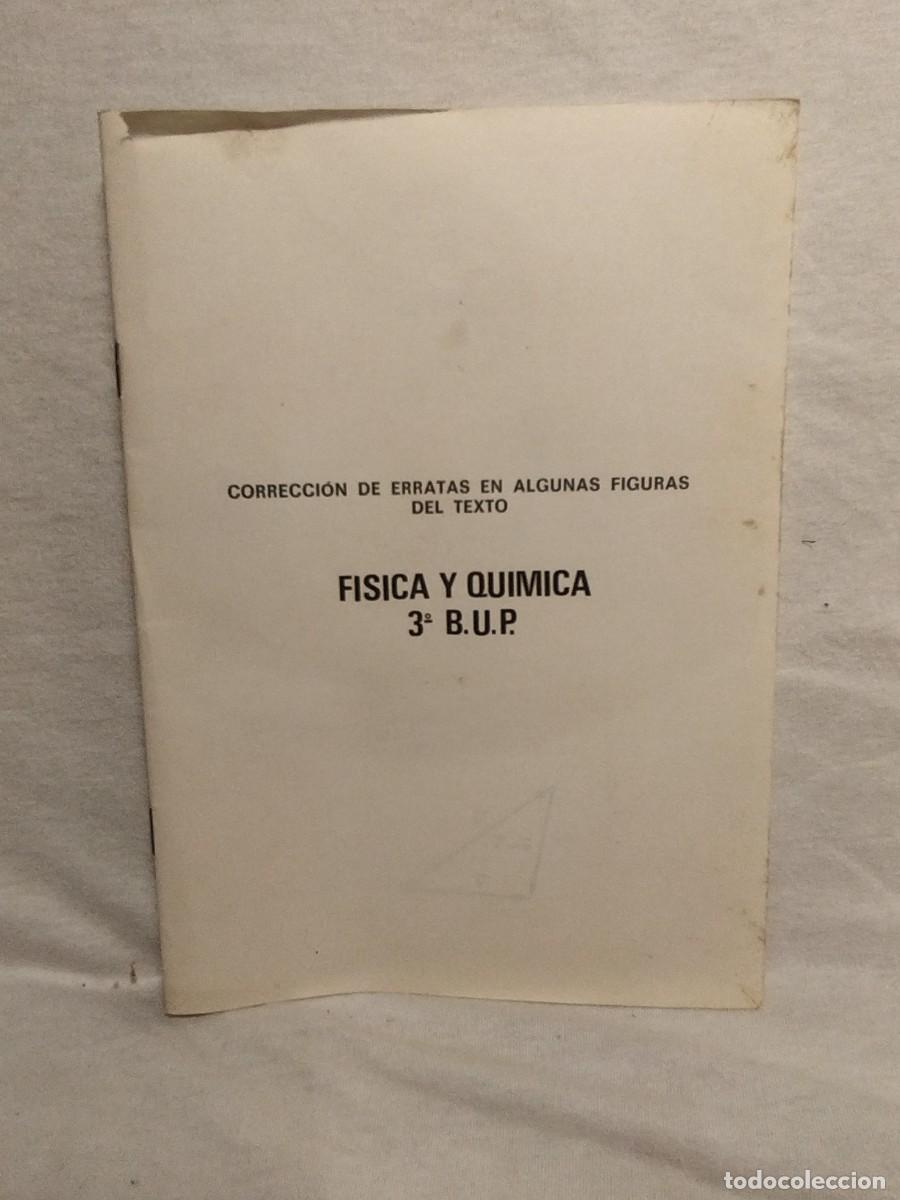 CORRECCIÓN DE ERRATAS EN ALGUNAS FIGURAS
DEL TEXTO
FISICA Y QUIMICA
3º B.U.P.
todocoleccion